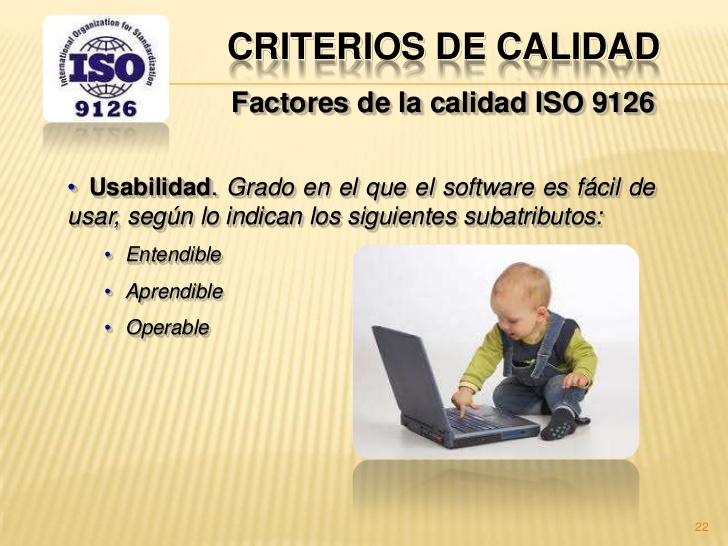 International Organization for Standardization
ISO
9126
CRITERIOS DE CALIDAD
Factores de la calidad ISO 9126
• Usabilidad. Grado en el que el software es fácil de
usar, según lo indican los siguientes subatributos:
• Entendible
• Aprendible
• Operable
22